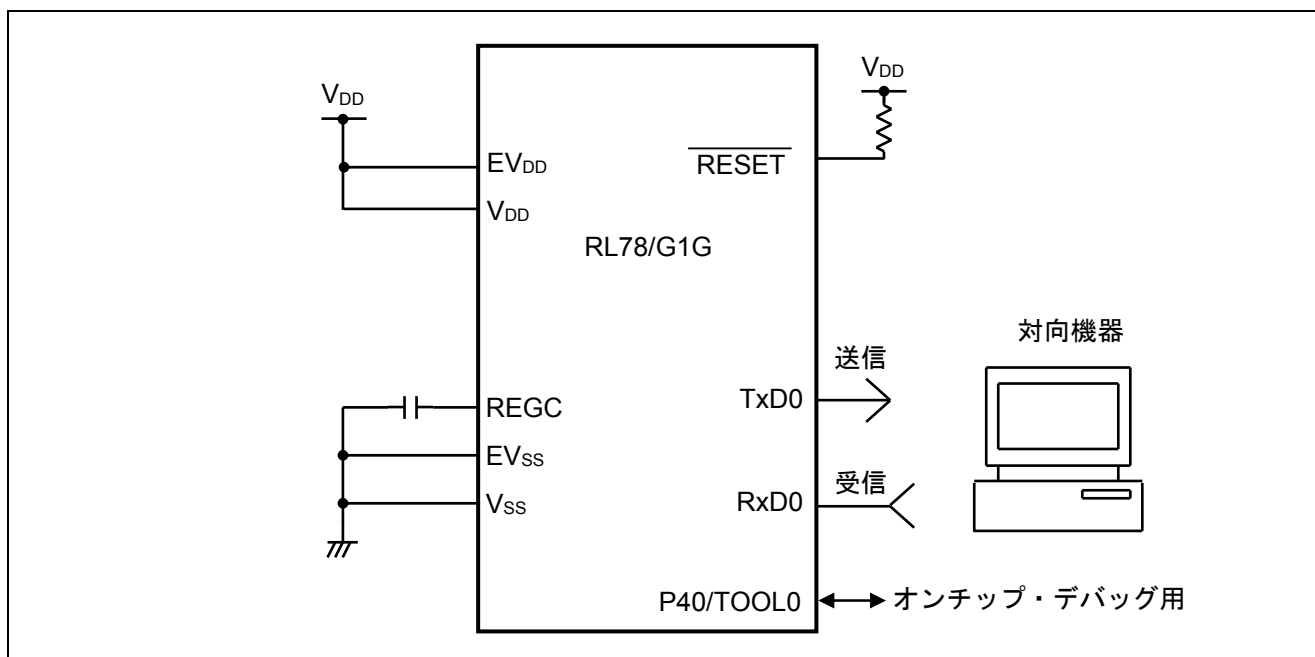 VDD
EVDD
VDD
RL78/G1G
REGC
EVSS
VSS
VDD
RESET
TxD0
送信
RxD0
受信
P40/TOOL0
オンチップ・デバッグ用
対向機器